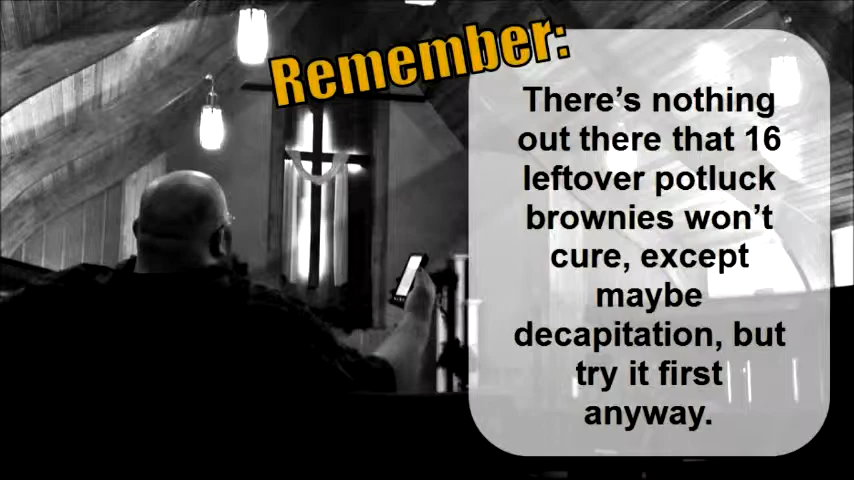 Remember:
There's nothing
out there that 16
leftover potluck
brownies won't
cure, except
maybe
decapitation, but
try it first
anyway.